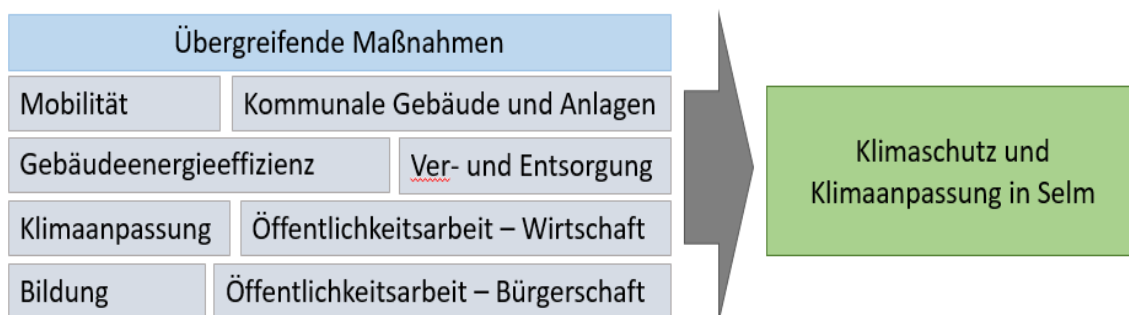 Übergreifende Maßnahmen
Mobilität
Kommunale Gebäude und Anlagen
Gebäudeenergieeffizienz
Ver- und Entsorgung
Klimaanpassung
Öffentlichkeitsarbeit – Wirtschaft
Bildung
Öffentlichkeitsarbeit – Bürgerschaft
Klimaschutz und
Klimaanpassung in Selm